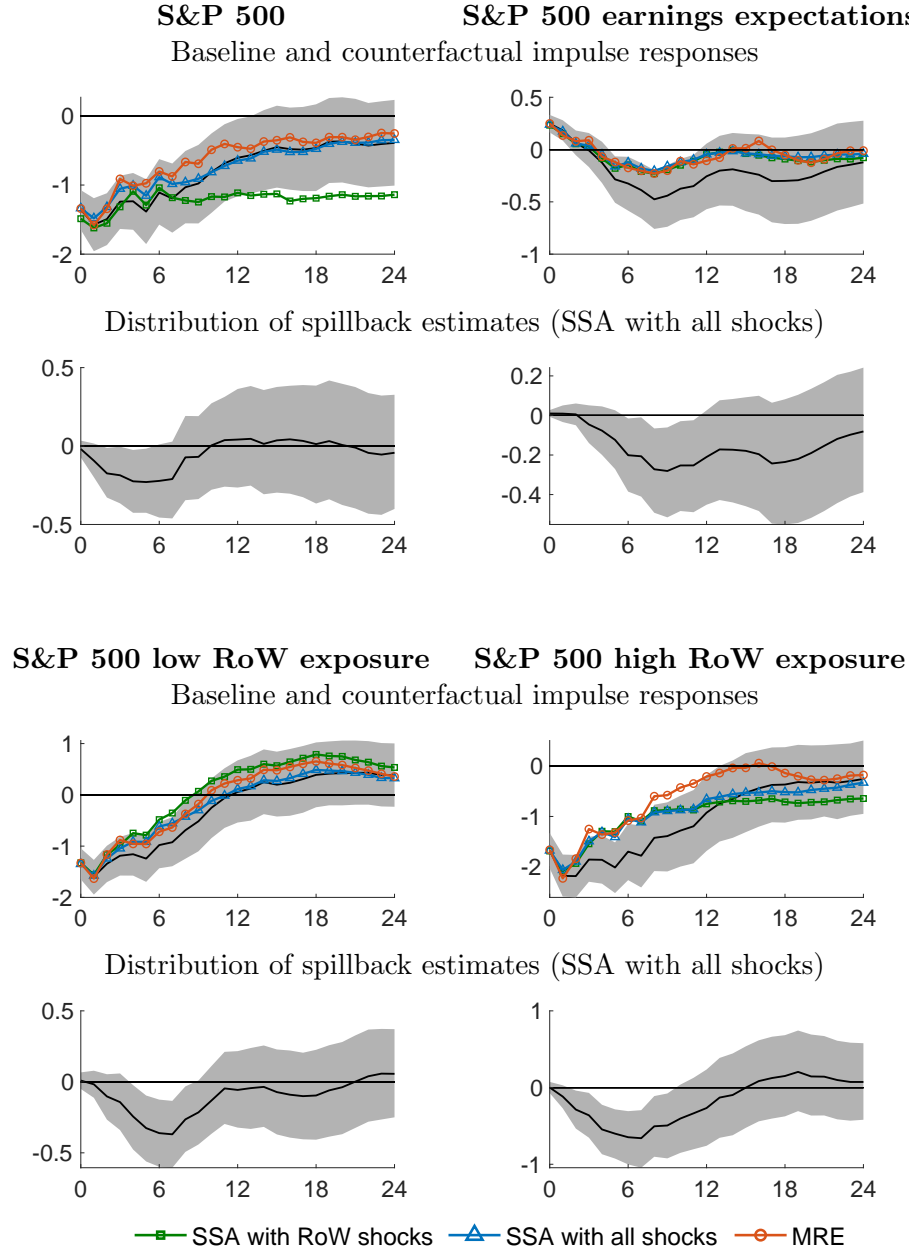 S&P 500 S&P 500 earnings expectations
Baseline and counterfactual impulse responses
0
-1
-2
0 6 12 18 24
0.5
0
-0.5
-1
0 6 12 18 24
Distribution of spillback estimates (SSA with all shocks)
0.5
0
-0.5
0 6 12 18 24
0.2
0
-0.2
-0.4
0 6 12 18 24
S&P 500 low RoW exposure S&P 500 high RoW exposure
Baseline and counterfactual impulse responses
1
0
-1
-2
0 6 12 18 24
0
-1
-2
0 6 12 18 24
Distribution of spillback estimates (SSA with all shocks)
0.5
0
-0.5
0 6 12 18 24
1
0
-1
0 6 12 18 24
SSA with RoW shocks SSA with all shocks MRE